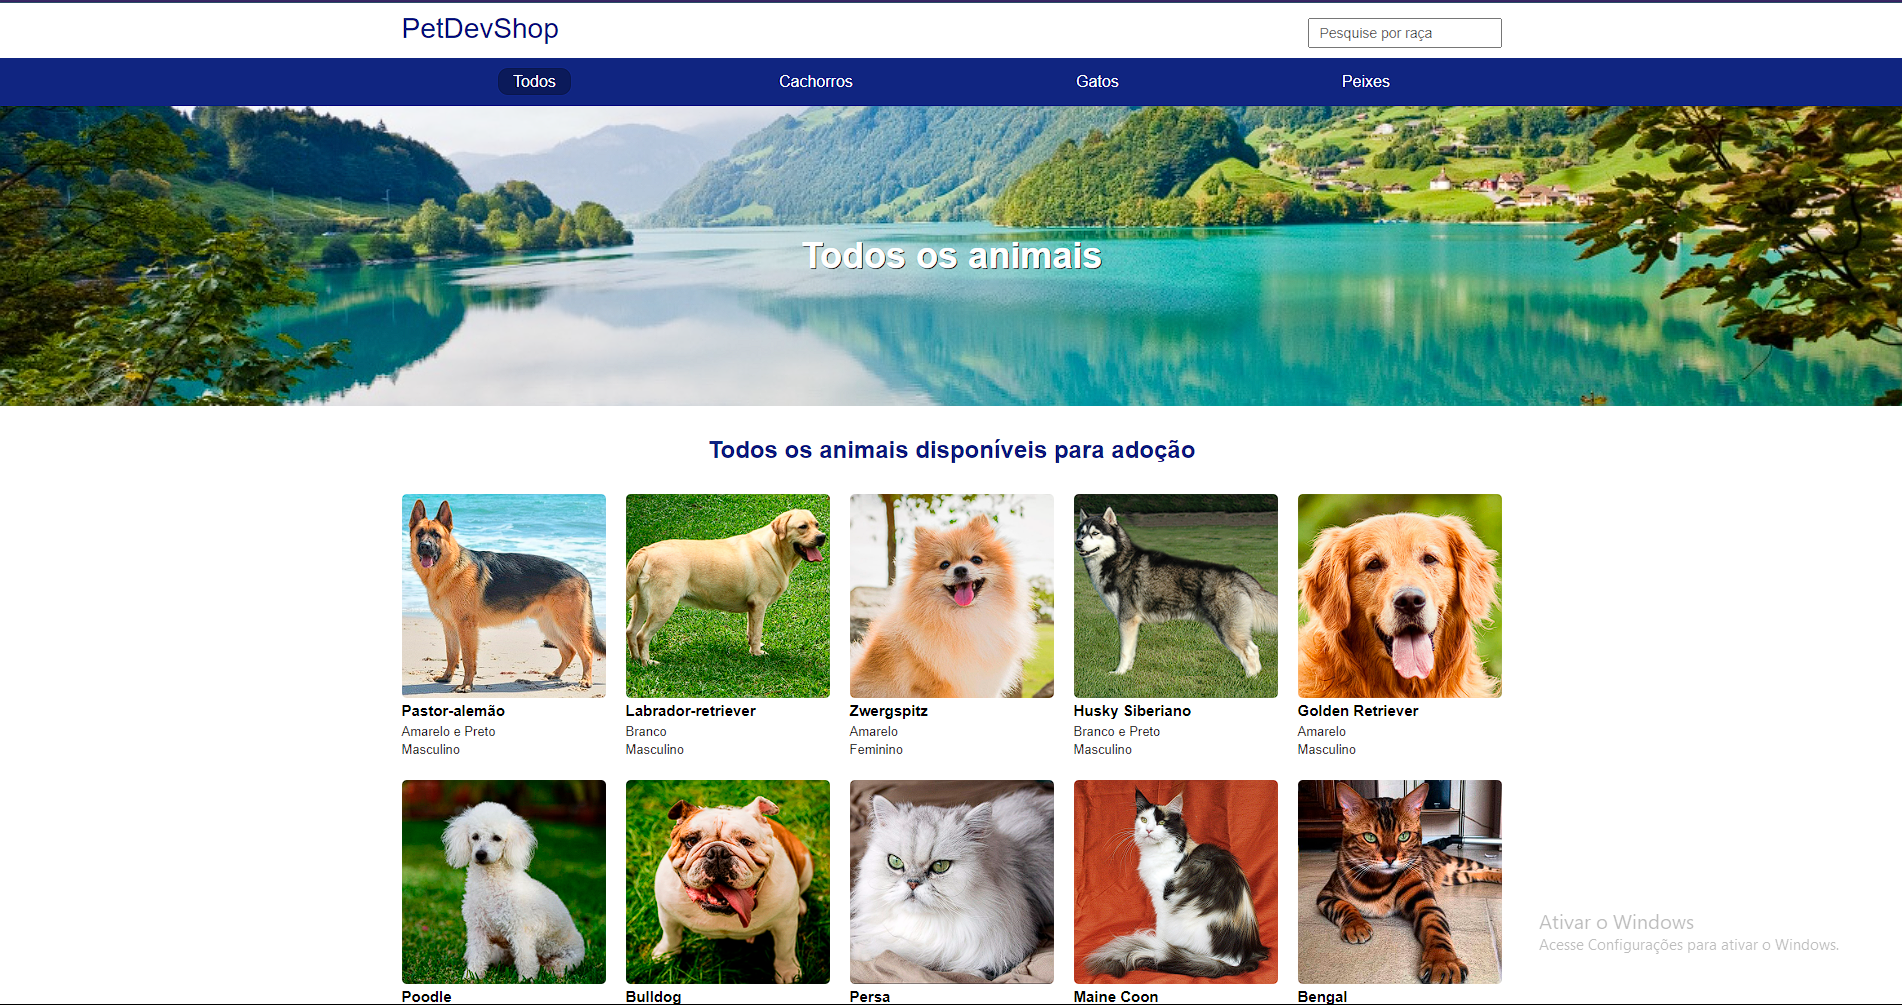 PetDevShop
Pesquise por raça
Todos Cachorros Gatos Peixes
Todos os animais
Todos os animais disponíveis para adoção
Pastor-alemão Labrador-retriever Zwergspitz Husky Siberiano Golden Retriever
Amarelo e Preto Branco Amarelo Branco e Preto Amarelo
Masculino Masculino Feminino Masculino Masculino
Ativar o Windows
Acesse Configurações para ativar o Windows.
Poodle Bulldog Persa Maine Coon Bengal